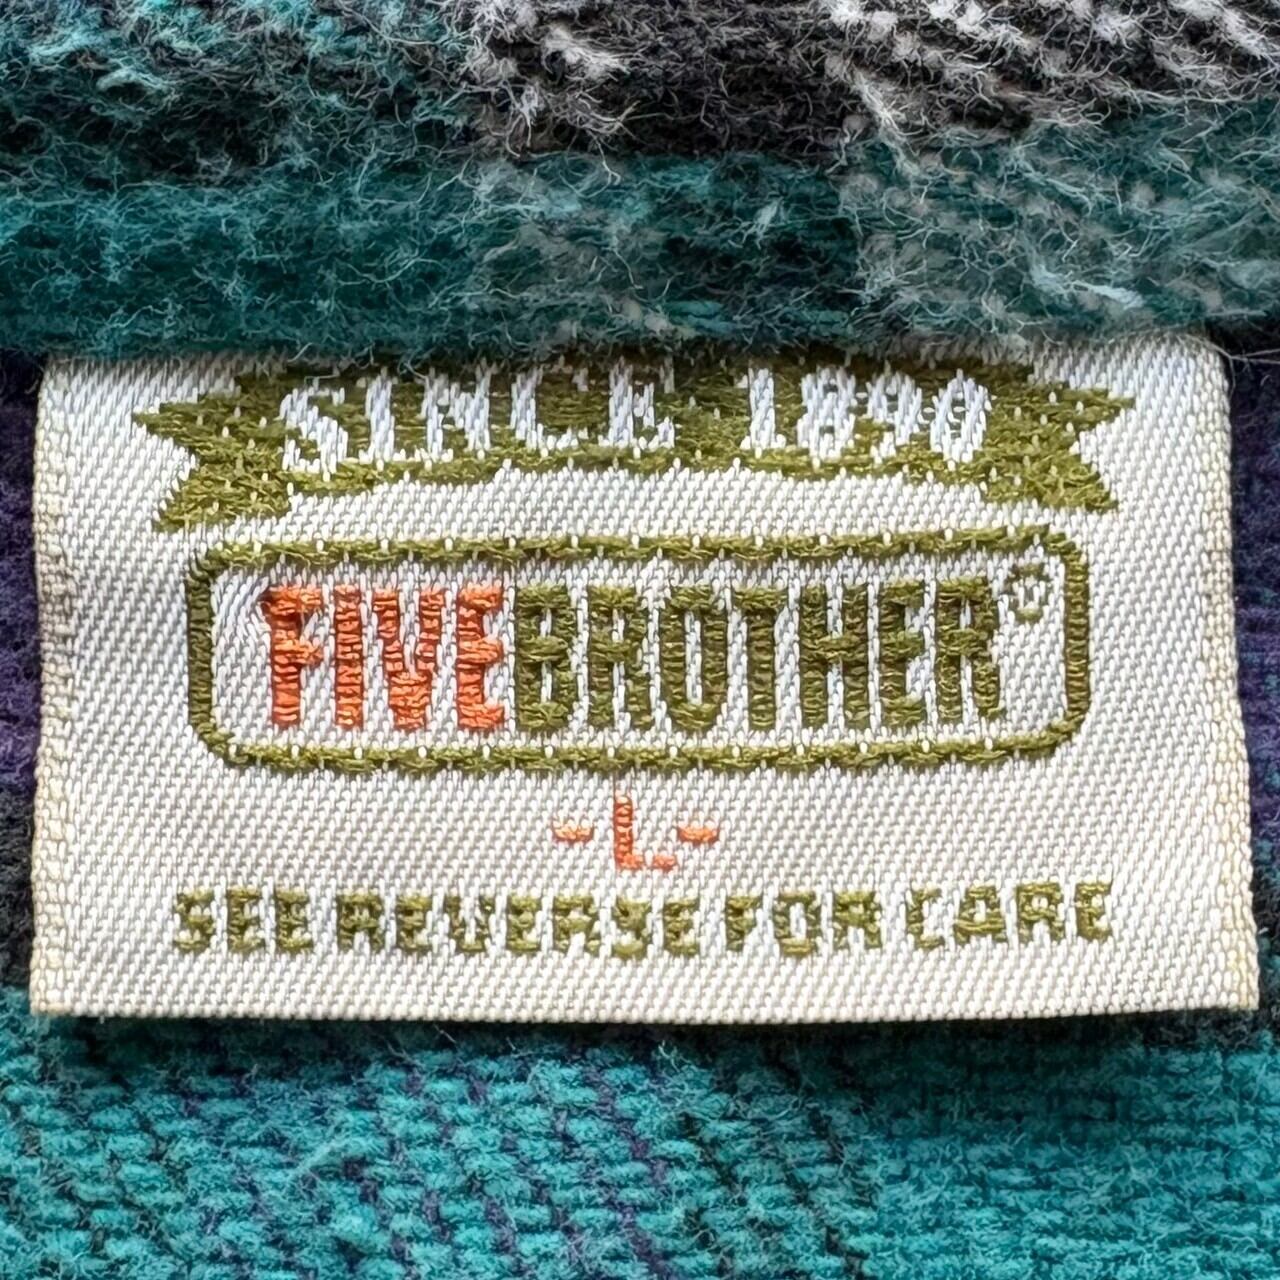 SINCE 1890
FIVEBROTHER®
-L-
SEE REVERSE FOR CARE